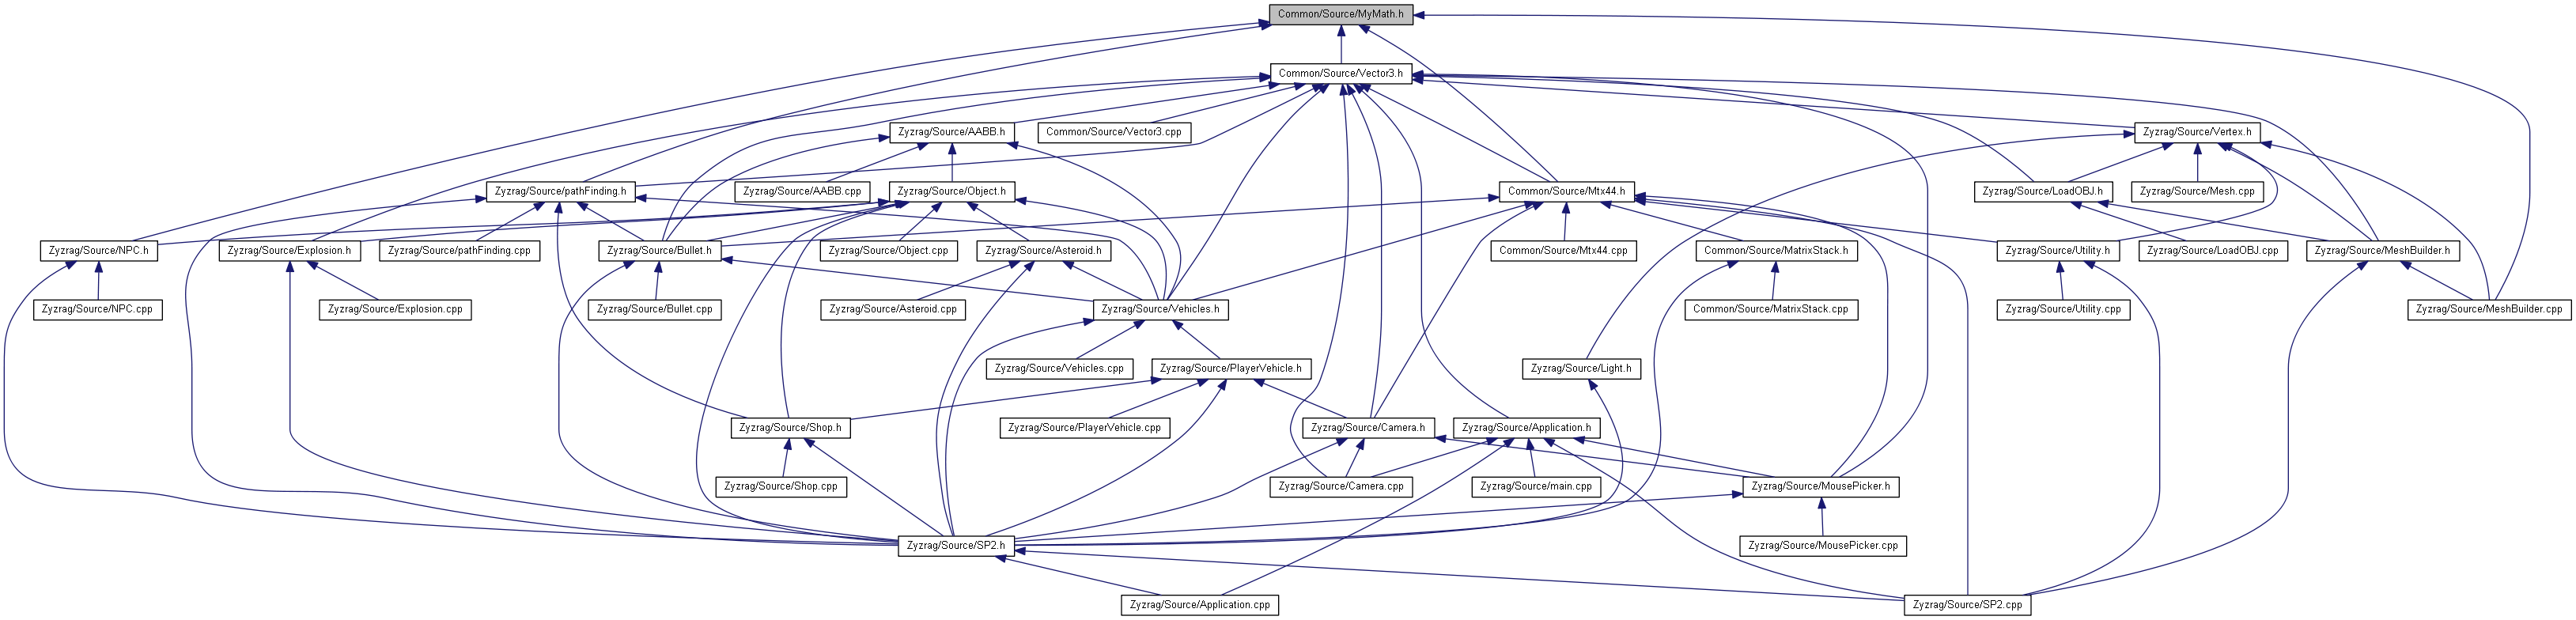 Common/Source/MyMath.h
Common/Source/Vector3.h
Zyzrag/Source/AABB.h
Common/Source/Vector3.cpp
Zyzrag/Source/Vertex.h
Zyzrag/Source/pathFinding.h
Zyzrag/Source/AABB.cpp
Zyzrag/Source/Object.h
Common/Source/Mtx44.h
Zyzrag/Source/LoadOBJ.h
Zyzrag/Source/Mesh.cpp
Zyzrag/Source/NPC.h
Zyzrag/Source/Explosion.h
Zyzrag/Source/pathFinding.cpp
Zyzrag/Source/Bullet.h
Zyzrag/Source/Object.cpp
Zyzrag/Source/Asteroid.h
Common/Source/Mtx44.cpp
Common/Source/MatrixStack.h
Zyzrag/Source/Utility.h
Zyzrag/Source/LoadOBJ.cpp
Zyzrag/Source/MeshBuilder.h
Zyzrag/Source/NPC.cpp
Zyzrag/Source/Explosion.cpp
Zyzrag/Source/Bullet.cpp
Zyzrag/Source/Asteroid.cpp
Zyzrag/Source/Vehicles.h
Common/Source/MatrixStack.cpp
Zyzrag/Source/Utility.cpp
Zyzrag/Source/MeshBuilder.cpp
Zyzrag/Source/Vehicles.cpp
Zyzrag/Source/PlayerVehicle.h
Zyzrag/Source/Light.h
Zyzrag/Source/Shop.h
Zyzrag/Source/PlayerVehicle.cpp
Zyzrag/Source/Camera.h
Zyzrag/Source/Application.h
Zyzrag/Source/Shop.cpp
Zyzrag/Source/Camera.cpp
Zyzrag/Source/main.cpp
Zyzrag/Source/MousePicker.h
Zyzrag/Source/SP2.h
Zyzrag/Source/MousePicker.cpp
Zyzrag/Source/Application.cpp
Zyzrag/Source/SP2.cpp